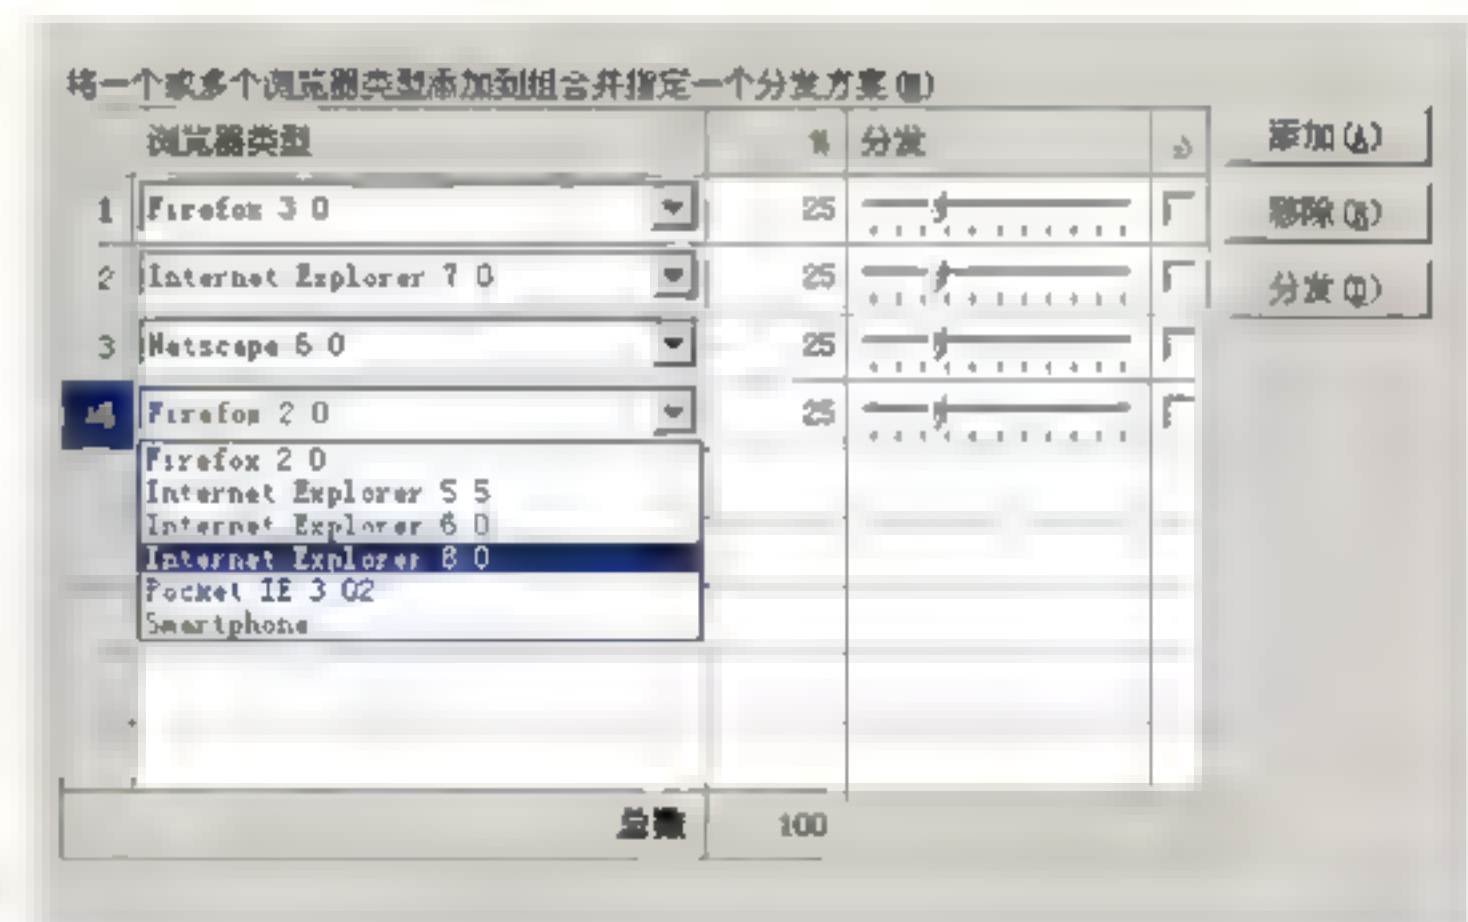 将一个或多个浏览器类型添加到组合并指定一个分发方案
浏览器类型 % 分发 添加(A)
1 Firefox 3 0 25 移除(R)
2 Internet Explorer 7 0 25 分发(D)
3 Netscape 6 0 25
4 Firefox 2 0 25
Firefox 2 0
Internet Explorer 5 5
Internet Explorer 6 0
Internet Explorer 8 0
Pocket IE 3 02
Smartphone
总数 100